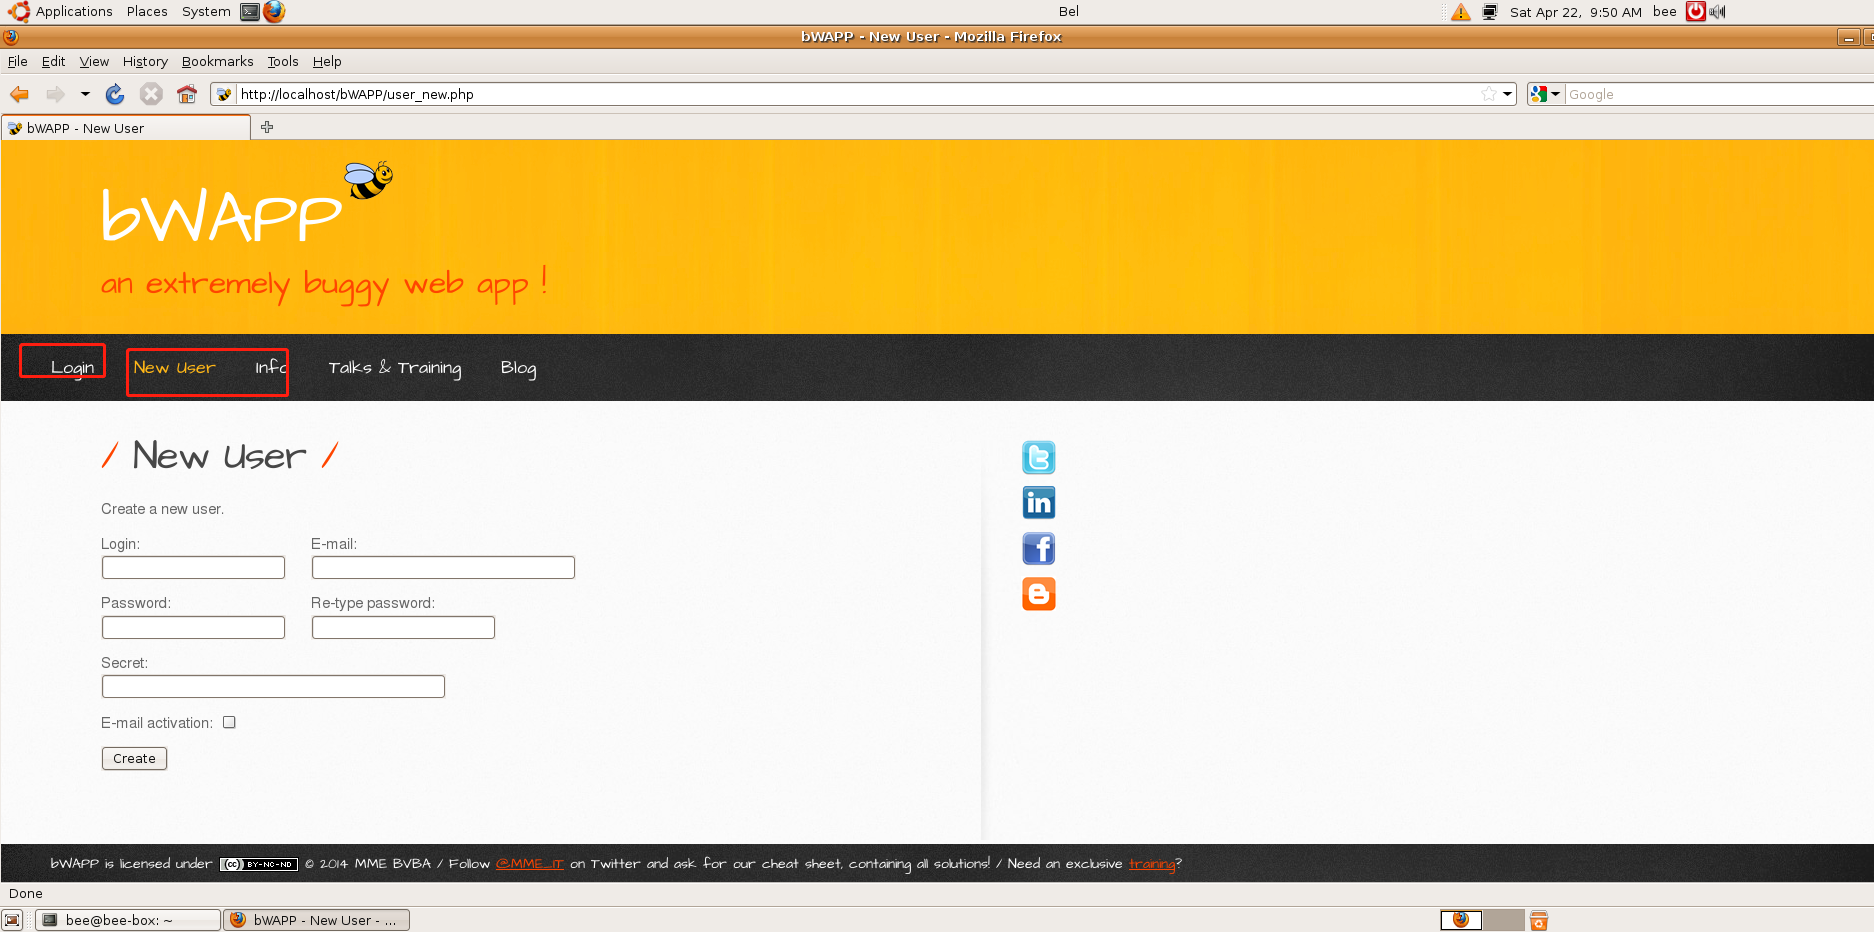 Applications Places System Bel Sat Apr 22, 9:50 AM bee
bWAPP - New User - Mozilla Firefox
File Edit View History Bookmarks Tools Help
http://localhost/bWAPP/user_new.php Google
bWAPP - New User
bWAPP
an extremely buggy web app !
Login New User Info Talks & Training Blog
/ New User /
Create a new user.
Login: E-mail:
Password: Re-type password:
Secret:
E-mail activation:
Create
bWAPP is licensed under (cc) BY-NC-ND © 2014 MME BVBA / Follow @MME_IT on Twitter and ask for our cheat sheet, containing all solutions! / Need an exclusive training?
Done
bee@bee-box: ~ bWAPP - New User - ...